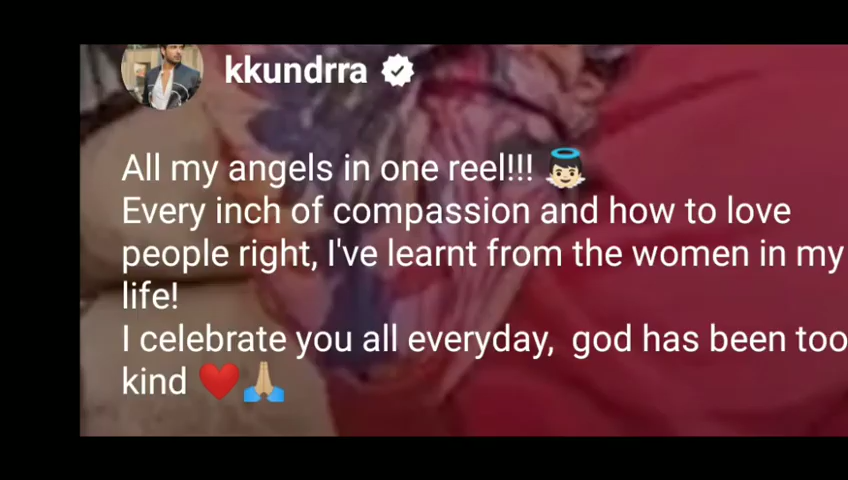 kkundrra
All my angels in one reel!!! 👼🏻
Every inch of compassion and how to love
people right, I've learnt from the women in my
life!
I celebrate you all everyday,  god has been too
kind ❤️🙏🏼